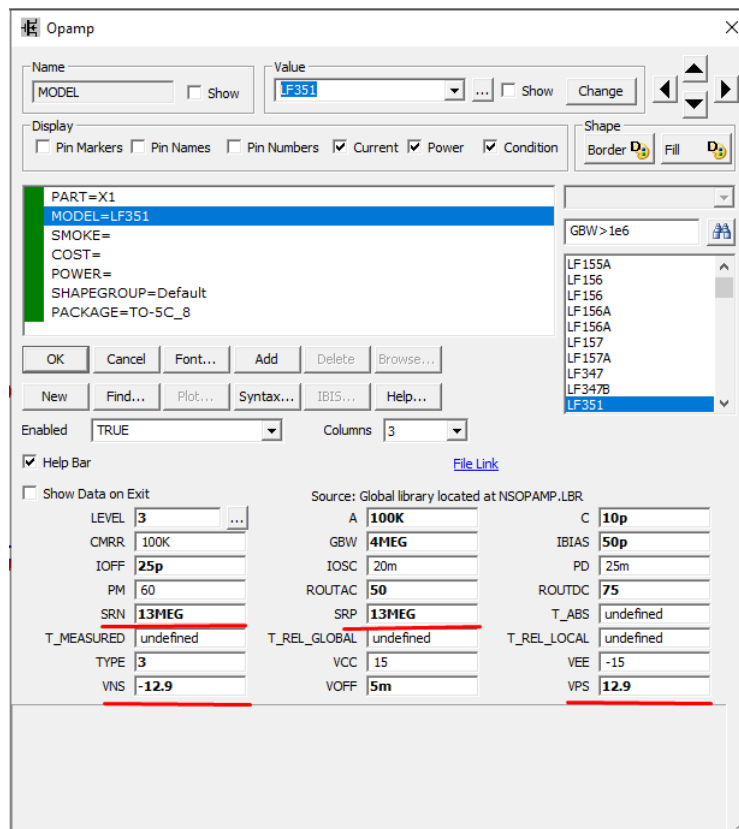 Opamp
Name
MODEL
Show
Value
LF351
...
Show
Change
Display
Pin Markers
Pin Names
Pin Numbers
Current
Power
Condition
Shape
Border
Fill
PART=X1
MODEL=LF351
SMOKE=
COST=
POWER=
SHAPEGROUP=Default
PACKAGE=TO-5C_8
GBW>1e6
LF155A
LF156
LF156
LF156A
LF156A
LF157
LF157A
LF347
LF347B
LF351
OK Cancel Font... Add Delete Browse...
New Find... Plot... Syntax... IBIS... Help...
Enabled TRUE Columns 3
Help Bar File Link
Show Data on Exit Source: Global library located at NSOPAMP.LBR
LEVEL 3 ... A 100K C 10p
CMRR 100K GBW 4MEG IBIAS 50p
IOFF 25p IOSC 20m PD 25m
PM 60 ROUTAC 50 ROUTDC 75
SRN 13MEG SRP 13MEG T_ABS undefined
T_MEASURED undefined T_REL_GLOBAL undefined T_REL_LOCAL undefined
TYPE 3 VCC 15 VEE -15
VNS -12.9 VOFF 5m VPS 12.9